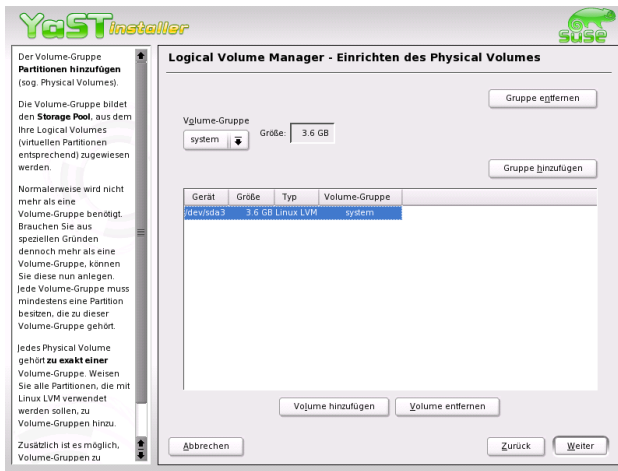 YaST installer
SUSE
Der Volume-Gruppe
Partitionen hinzufügen
(sog. Physical Volumes).
Die Volume-Gruppe bildet
den Storage Pool, aus dem
Ihre Logical Volumes
(virtuellen Partitionen
entsprechend) zugewiesen
werden.
Normalerweise wird nicht
mehr als eine
Volume-Gruppe benötigt.
Brauchen Sie aus
speziellen Gründen
dennoch mehr als eine
Volume-Gruppe, können
Sie diese nun anlegen.
Jede Volume-Gruppe muss
mindestens eine Partition
besitzen, die zu dieser
Volume-Gruppe gehört.
Jedes Physical Volume
gehört zu exakt einer
Volume-Gruppe. Weisen
Sie alle Partitionen, die mit
Linux LVM verwendet
werden sollen, zu
Volume-Gruppen hinzu.
Zusätzlich ist es möglich,
Volume-Gruppen zu
Logical Volume Manager - Einrichten des Physical Volumes
Gruppe entfernen
Volume-Gruppe
system
Größe: 3.6 GB
Gruppe hinzufügen
Gerät Größe Typ Volume-Gruppe
/dev/sda3 3.6 GB Linux LVM system
Volume hinzufügen Volume entfernen
Abbrechen Zurück Weiter